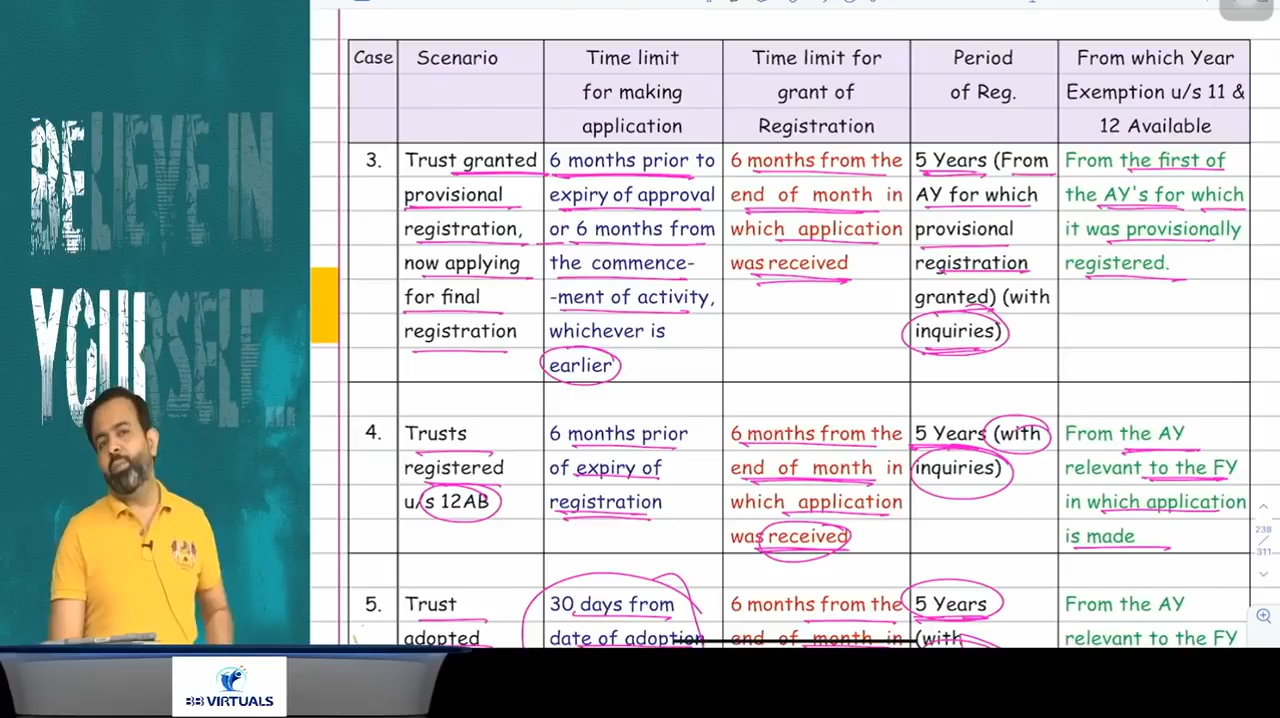 BELIEVE IN
YOURSELF...
Case
Scenario
Time limit
for making
application
Time limit for
grant of
Registration
Period
of Reg.
From which Year
Exemption u/s 11 &
12 Available
3.
Trust granted
provisional
registration,
now applying
for final
registration
6 months prior to
expiry of approval
or 6 months from
the commence-
-ment of activity,
whichever is
earlier
6 months from the
end of month in
which application
was received
5 Years (From
AY for which
provisional
registration
granted) (with
inquiries)
From the first of
the AY's for which
it was provisionally
registered.
4.
Trusts
registered
u/s 12AB
6 months prior
of expiry of
registration
6 months from the
end of month in
which application
was received
5 Years (with
inquiries)
From the AY
relevant to the FY
in which application
is made
5.
Trust
adopted
30 days from
date of adoption
6 months from the
end of month in
5 Years
(with
From the AY
relevant to the FY
238
311
BB VIRTUALS